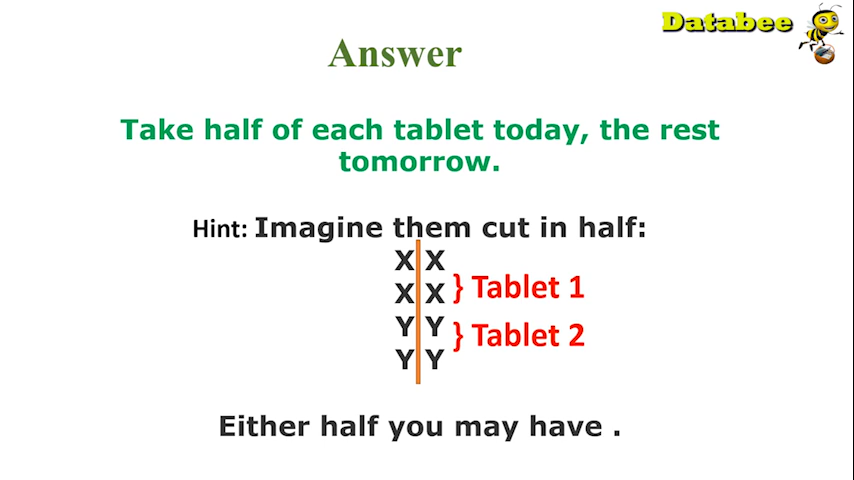 Databee
Answer
Take half of each tablet today, the rest
tomorrow.
Hint: Imagine them cut in half:
X X
X X } Tablet 1
Y Y } Tablet 2
Y Y
Either half you may have .